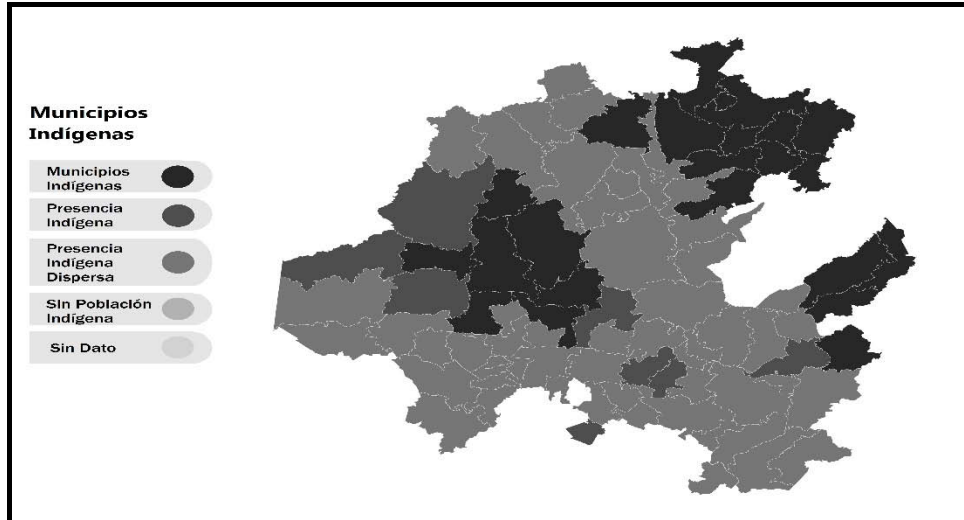 Municipios
Indígenas
Municipios
Indígenas
Presencia
Indígena
Presencia
Indígena
Dispersa
Sin Población
Indígena
Sin Dato